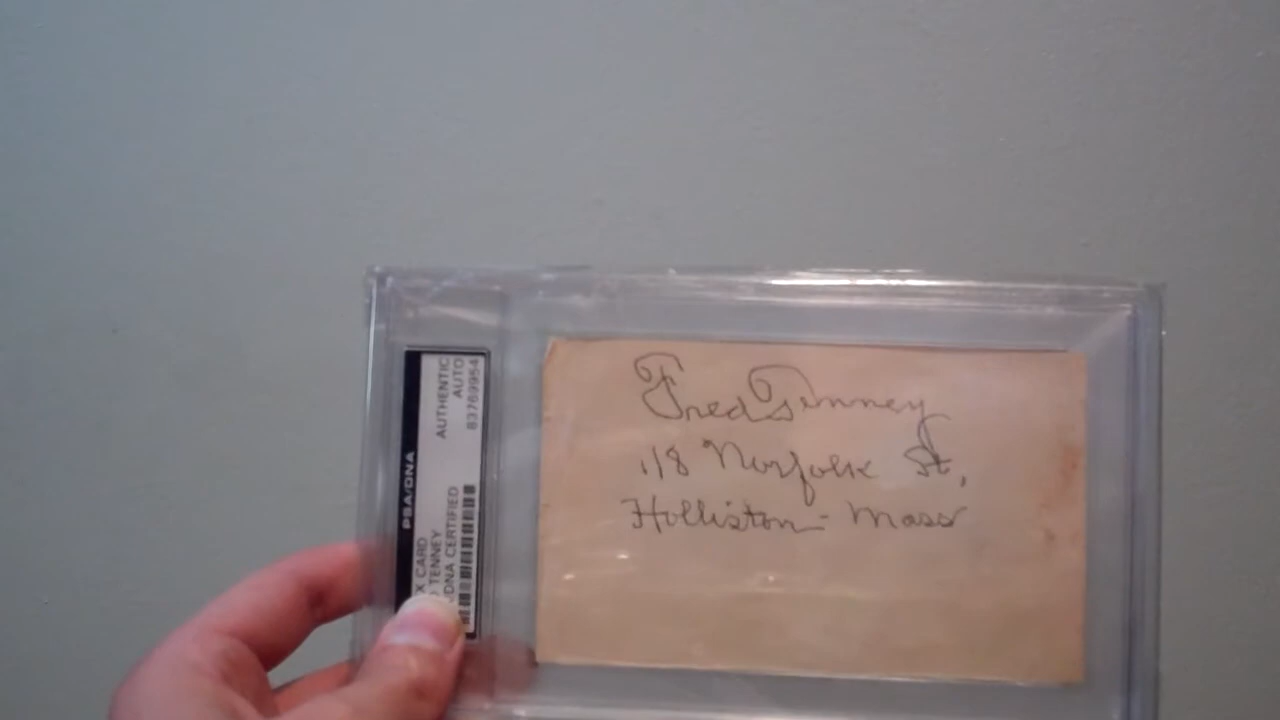 Fred Tenney
118 Norfolk St,
Holliston - Mass
PSA/DNA
X CARD
TENNEY
/DNA CERTIFIED
AUTHENTIC
AUTO
83769954